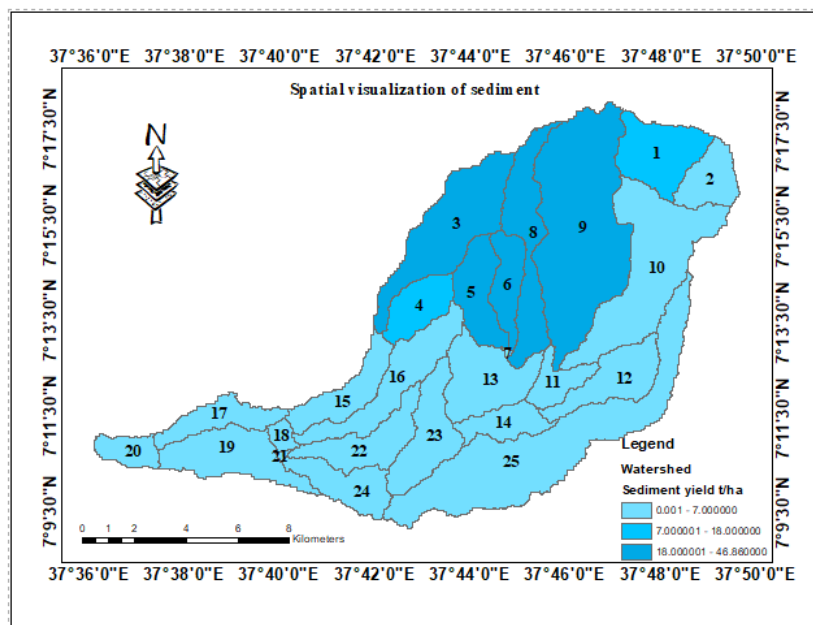 37°36'0"E 37°38'0"E 37°40'0"E 37°42'0"E 37°44'0"E 37°46'0"E 37°48'0"E 37°50'0"E
Spatial visualization of sediment
N
7°17'30"N
7°15'30"N
7°13'30"N
7°11'30"N
7°9'30"N
7°17'30"N
7°15'30"N
7°13'30"N
7°11'30"N
7°9'30"N
1
2
3
8
9
10
5
6
4
7
13
11
12
16
15
14
17
18
23
20
19
21
22
25
24
Legend
Watershed
Sediment yield t/ha
0.001 - 7.000000
7.000001 - 18.000000
18.000001 - 46.860000
0 1 2 4 6 8
Kilometers
37°36'0"E 37°38'0"E 37°40'0"E 37°42'0"E 37°44'0"E 37°46'0"E 37°48'0"E 37°50'0"E